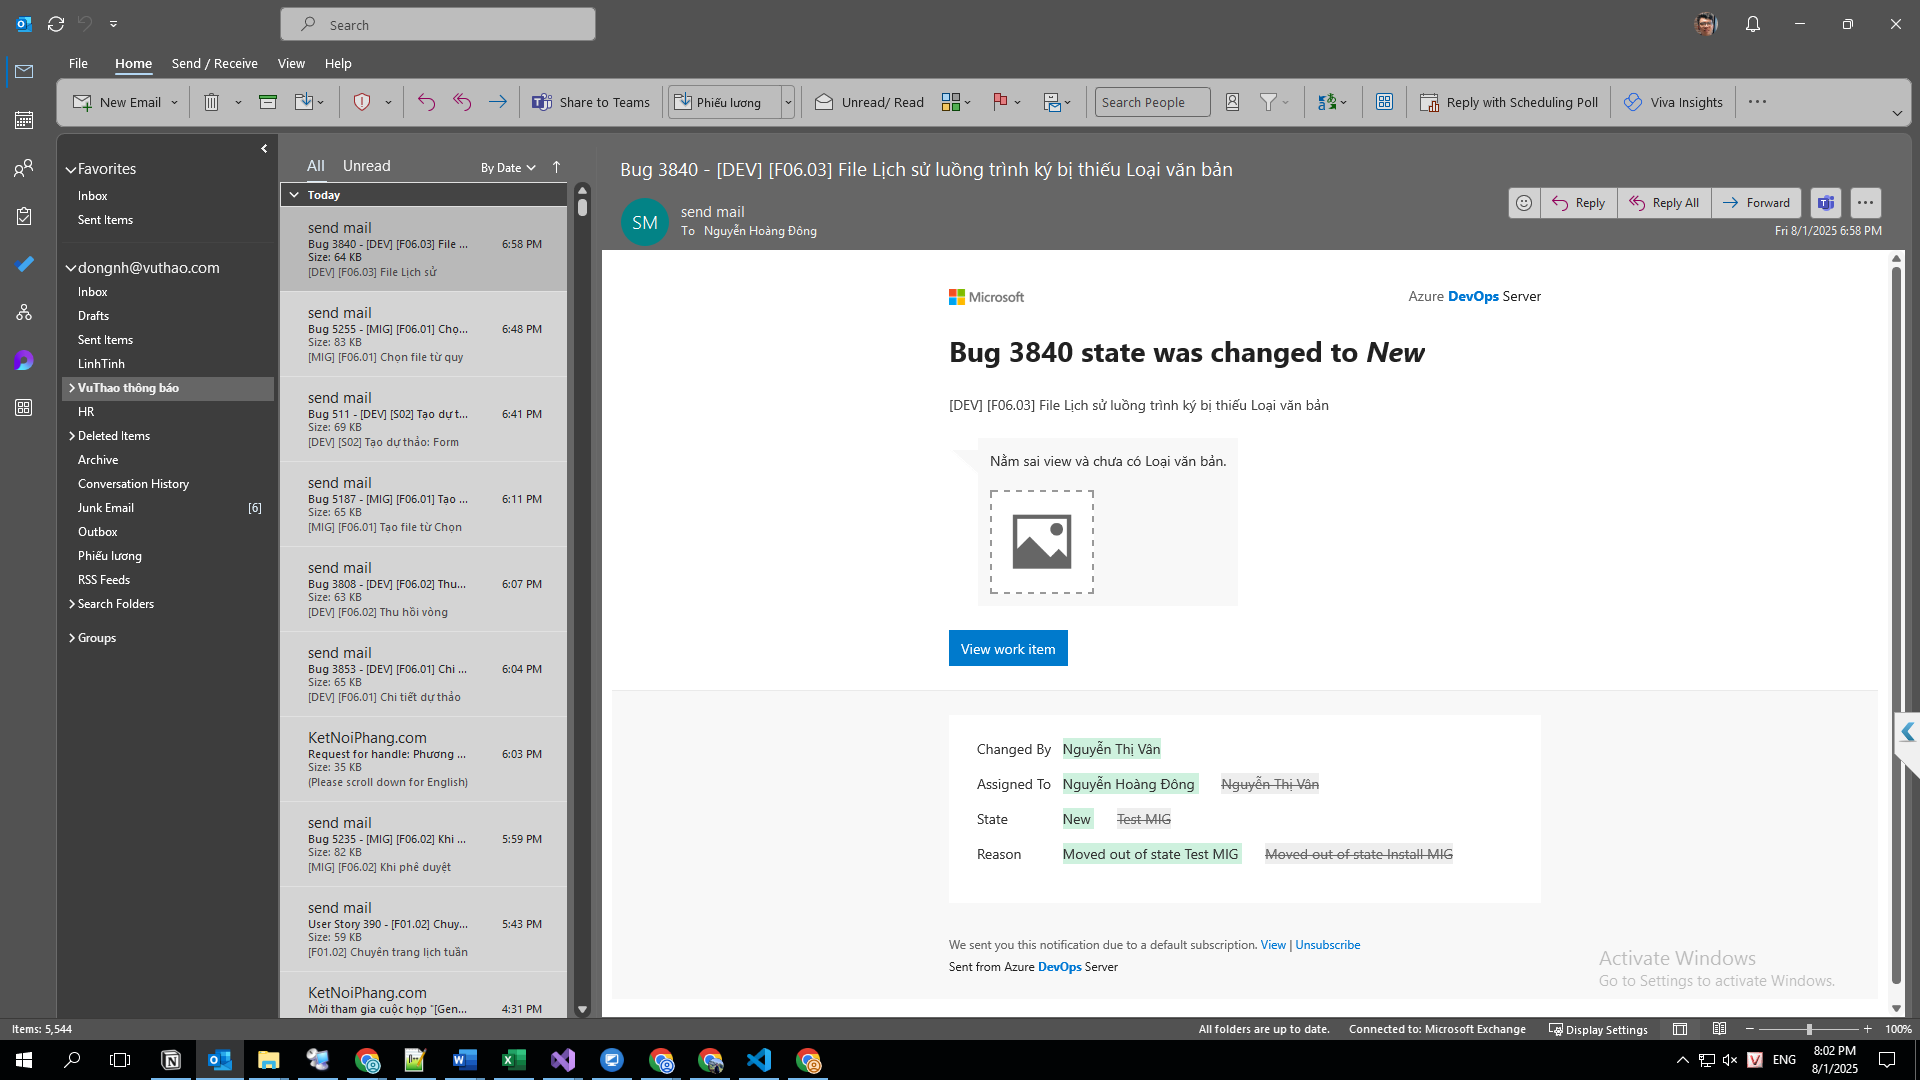 Search
File
Home
Send / Receive
View
Help
New Email
Share to Teams
Phiếu lương
Unread/ Read
Search People
Reply with Scheduling Poll
Viva Insights
Favorites
Inbox
Sent Items
dongnh@vuthao.com
Inbox
Drafts
Sent Items
LinhTinh
VuThao thông báo
HR
Deleted Items
Archive
Conversation History
Junk Email [6]
Outbox
Phiếu lương
RSS Feeds
Search Folders
Groups
All Unread By Date
Today
send mail
Bug 3840 - [DEV] [F06.03] File ... 6:58 PM
Size: 64 KB
[DEV] [F06.03] File Lịch sử
send mail
Bug 5255 - [MIG] [F06.01] Chọ... 6:48 PM
Size: 83 KB
[MIG] [F06.01] Chọn file từ quy
send mail
Bug 511 - [DEV] [S02] Tạo dự t... 6:41 PM
Size: 69 KB
[DEV] [S02] Tạo dự thảo: Form
send mail
Bug 5187 - [MIG] [F06.01] Tạo ... 6:11 PM
Size: 65 KB
[MIG] [F06.01] Tạo file từ Chọn
send mail
Bug 3808 - [DEV] [F06.02] Thu... 6:07 PM
Size: 63 KB
[DEV] [F06.02] Thu hồi vòng
send mail
Bug 3853 - [DEV] [F06.01] Chi ... 6:04 PM
Size: 65 KB
[DEV] [F06.01] Chi tiết dự thảo
KetNoiPhang.com
Request for handle: Phương ... 6:03 PM
Size: 35 KB
(Please scroll down for English)
send mail
Bug 5235 - [MIG] [F06.02] Khi ... 5:59 PM
Size: 82 KB
[MIG] [F06.02] Khi phê duyệt
send mail
User Story 390 - [F01.02] Chuy... 5:43 PM
Size: 59 KB
[F01.02] Chuyên trang lịch tuần
KetNoiPhang.com
Mời tham gia cuộc họp "[Gen... 4:31 PM
Bug 3840 - [DEV] [F06.03] File Lịch sử luồng trình ký bị thiếu Loại văn bản
SM
send mail
To Nguyễn Hoàng Đông
Reply
Reply All
Forward
Fri 8/1/2025 6:58 PM
Microsoft
Azure DevOps Server
Bug 3840 state was changed to New
[DEV] [F06.03] File Lịch sử luồng trình ký bị thiếu Loại văn bản
Nằm sai view và chưa có Loại văn bản.
View work item
Changed By Nguyễn Thị Vân
Assigned To Nguyễn Hoàng Đông Nguyễn Thị Vân
State New Test MIG
Reason Moved out of state Test MIG Moved out of state Install MIG
We sent you this notification due to a default subscription. View | Unsubscribe
Sent from Azure DevOps Server
Activate Windows
Go to Settings to activate Windows.
Items: 5,544
All folders are up to date.
Connected to: Microsoft Exchange
Display Settings
100%
ENG
8:02 PM
8/1/2025